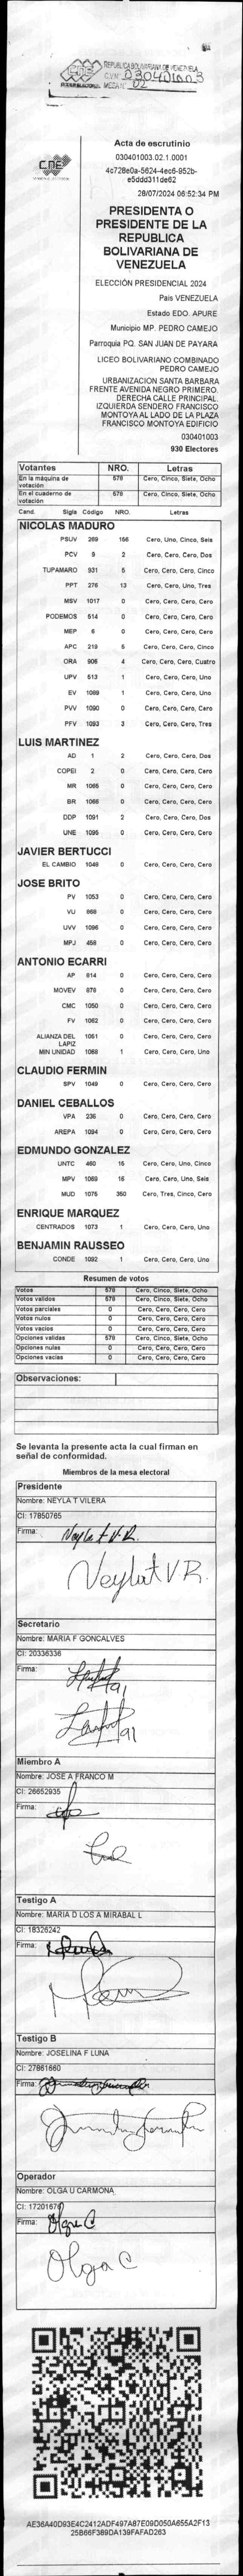 CNE
REPUBLICA BOLIVARIANA DE VENEZUELA
C.V.N° 030401003
MESA N° 02
CNE
Acta de escrutinio
030401003.02.1.0001
4c728e0a-5624-4ec6-952b-
e5ddd311de62
28/07/2024 06:52:34 PM
PRESIDENTA O
PRESIDENTE DE LA
REPUBLICA
BOLIVARIANA DE
VENEZUELA
ELECCIÓN PRESIDENCIAL 2024
Pais VENEZUELA
Estado EDO. APURE
Municipio MP. PEDRO CAMEJO
Parroquia PQ. SAN JUAN DE PAYARA
LICEO BOLIVARIANO COMBINADO
PEDRO CAMEJO
URBANIZACION SANTA BARBARA
FRENTE AVENIDA NEGRO PRIMERO.
DERECHA CALLE PRINCIPAL.
IZQUIERDA SENDERO FRANCISCO
MONTOYA AL LADO DE LA PLAZA
FRANCISCO MONTOYA EDIFICIO
030401003
930 Electores
Votantes NRO. Letras
En la máquina de votación 578 Cero, Cinco, Siete, Ocho
En el cuaderno de votación 578 Cero, Cinco, Siete, Ocho
Cand. Sigla Código NRO. Letras
NICOLAS MADURO
PSUV 269 156 Cero, Uno, Cinco, Seis
PCV 9 2 Cero, Cero, Cero, Dos
TUPAMARO 931 5 Cero, Cero, Cero, Cinco
PPT 276 13 Cero, Cero, Uno, Tres
MSV 1017 0 Cero, Cero, Cero, Cero
PODEMOS 514 0 Cero, Cero, Cero, Cero
MEP 6 0 Cero, Cero, Cero, Cero
APC 219 5 Cero, Cero, Cero, Cinco
ORA 906 4 Cero, Cero, Cero, Cuatro
UPV 513 1 Cero, Cero, Cero, Uno
EV 1089 1 Cero, Cero, Cero, Uno
PVV 1090 0 Cero, Cero, Cero, Cero
PFV 1093 3 Cero, Cero, Cero, Tres
LUIS MARTINEZ
AD 1 2 Cero, Cero, Cero, Dos
COPEI 2 0 Cero, Cero, Cero, Cero
MR 1065 0 Cero, Cero, Cero, Cero
BR 1066 0 Cero, Cero, Cero, Cero
DDP 1091 2 Cero, Cero, Cero, Dos
UNE 1095 0 Cero, Cero, Cero, Cero
JAVIER BERTUCCI
EL CAMBIO 1048 0 Cero, Cero, Cero, Cero
JOSE BRITO
PV 1053 0 Cero, Cero, Cero, Cero
VU 868 0 Cero, Cero, Cero, Cero
UVV 1096 0 Cero, Cero, Cero, Cero
MPJ 458 0 Cero, Cero, Cero, Cero
ANTONIO ECARRI
AP 814 0 Cero, Cero, Cero, Cero
MOVEV 878 0 Cero, Cero, Cero, Cero
CMC 1050 0 Cero, Cero, Cero, Cero
FV 1062 0 Cero, Cero, Cero, Cero
ALIANZA DEL LAPIZ 1051 0 Cero, Cero, Cero, Cero
MIN UNIDAD 1068 1 Cero, Cero, Cero, Uno
CLAUDIO FERMIN
SPV 1049 0 Cero, Cero, Cero, Cero
DANIEL CEBALLOS
VPA 236 0 Cero, Cero, Cero, Cero
AREPA 1094 0 Cero, Cero, Cero, Cero
EDMUNDO GONZALEZ
UNTC 460 15 Cero, Cero, Uno, Cinco
MPV 1069 16 Cero, Cero, Uno, Seis
MUD 1075 350 Cero, Tres, Cinco, Cero
ENRIQUE MARQUEZ
CENTRADOS 1073 1 Cero, Cero, Cero, Uno
BENJAMIN RAUSSEO
CONDE 1092 1 Cero, Cero, Cero, Uno
Resumen de votos
Votos 578 Cero, Cinco, Siete, Ocho
Votos validos 578 Cero, Cinco, Siete, Ocho
Votos parciales 0 Cero, Cero, Cero, Cero
Votos nulos 0 Cero, Cero, Cero, Cero
Votos vacios 0 Cero, Cero, Cero, Cero
Opciones validas 578 Cero, Cinco, Siete, Ocho
Opciones nulas 0 Cero, Cero, Cero, Cero
Opciones vacias 0 Cero, Cero, Cero, Cero
Observaciones:
Se levanta la presente acta la cual firman en
señal de conformidad.
Miembros de la mesa electoral
Presidente
Nombre: NEYLA T VILERA
CI: 17850765
Firma: Neyla t V.R.
Neyla t V.R.
Secretario
Nombre: MARIA F GONCALVES
CI: 20336336
Firma:
Miembro A
Nombre: JOSE A FRANCO M
CI: 26652935
Firma:
Testigo A
Nombre: MARIA D LOS A MIRABAL L
CI: 18326242
Firma:
Testigo B
Nombre: JOSELINA F LUNA
CI: 27861660
Firma:
Operador
Nombre: OLGA U CARMONA
CI: 1720167
Firma: Olga C
Olga C
AE36A40D93E4C2412ADF497A87E09D050A655A2F13
25B66F389DA139FAFAD263